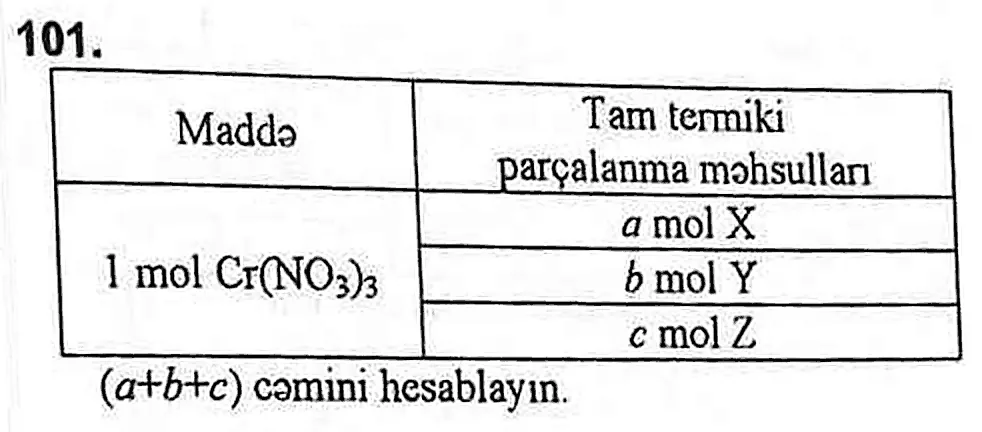 101.
Maddə
Tam termiki
parçalanma məhsulları
1 mol Cr(NO₃)₃
a mol X
b mol Y
c mol Z
(a+b+c) cəmini hesablayın.